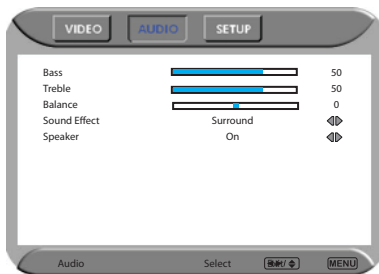 VIDEO AUDIO SETUP
Bass 50
Treble 50
Balance 0
Sound Effect Surround
Speaker On
Audio Select MENU